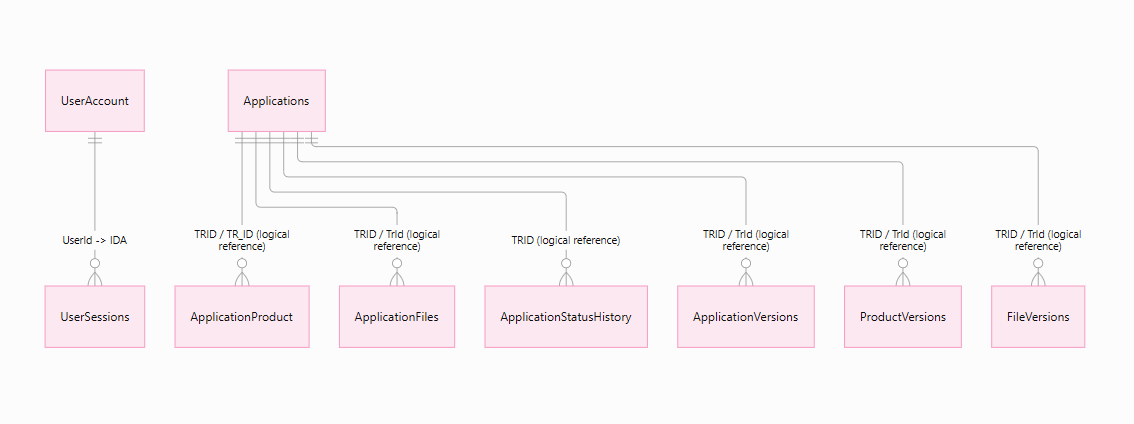 UserAccount
Applications
UserId -> IDA
TRID / TR_ID (logical
reference)
TRID / TrId (logical
reference)
TRID (logical reference)
TRID / TrId (logical
reference)
TRID / TrId (logical
reference)
TRID / TrId (logical
reference)
UserSessions
ApplicationProduct
ApplicationFiles
ApplicationStatusHistory
ApplicationVersions
ProductVersions
FileVersions